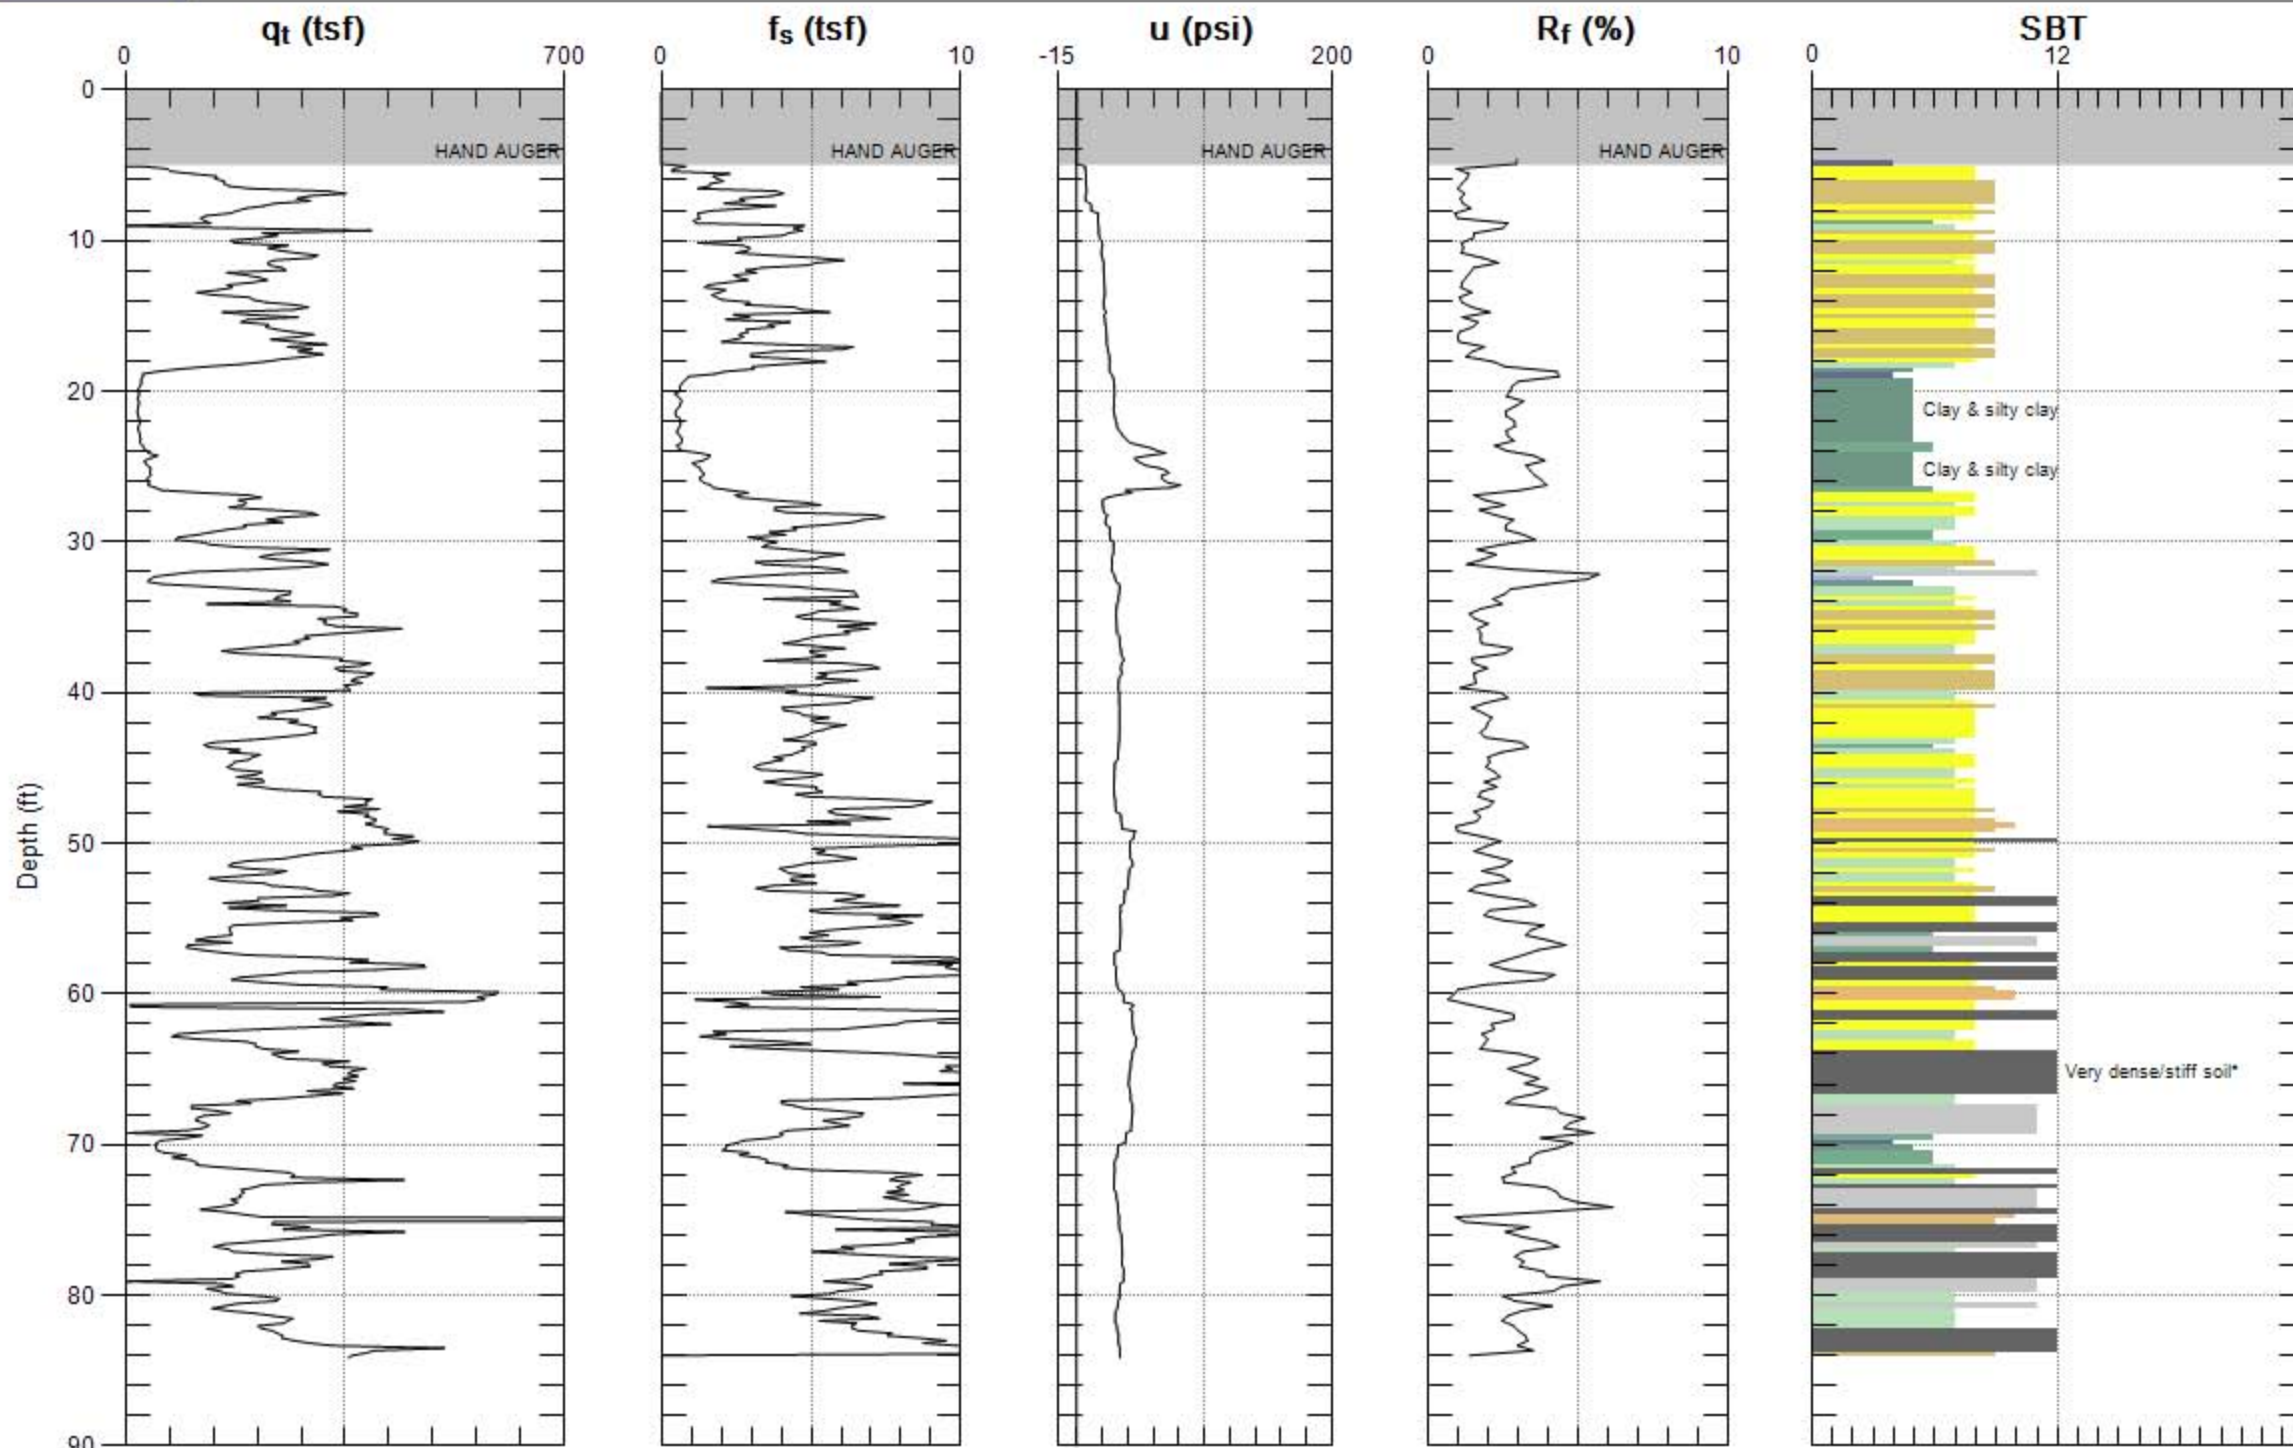 qt (tsf) fs (tsf) u (psi) Rf (%) SBT
0 700 0 10 -15 200 0 10 0 12
0
HAND AUGER HAND AUGER HAND AUGER HAND AUGER
10
20
Clay & silty clay
Clay & silty clay
30
40
Depth (ft)
50
60
Very dense/stiff soil*
70
80
90